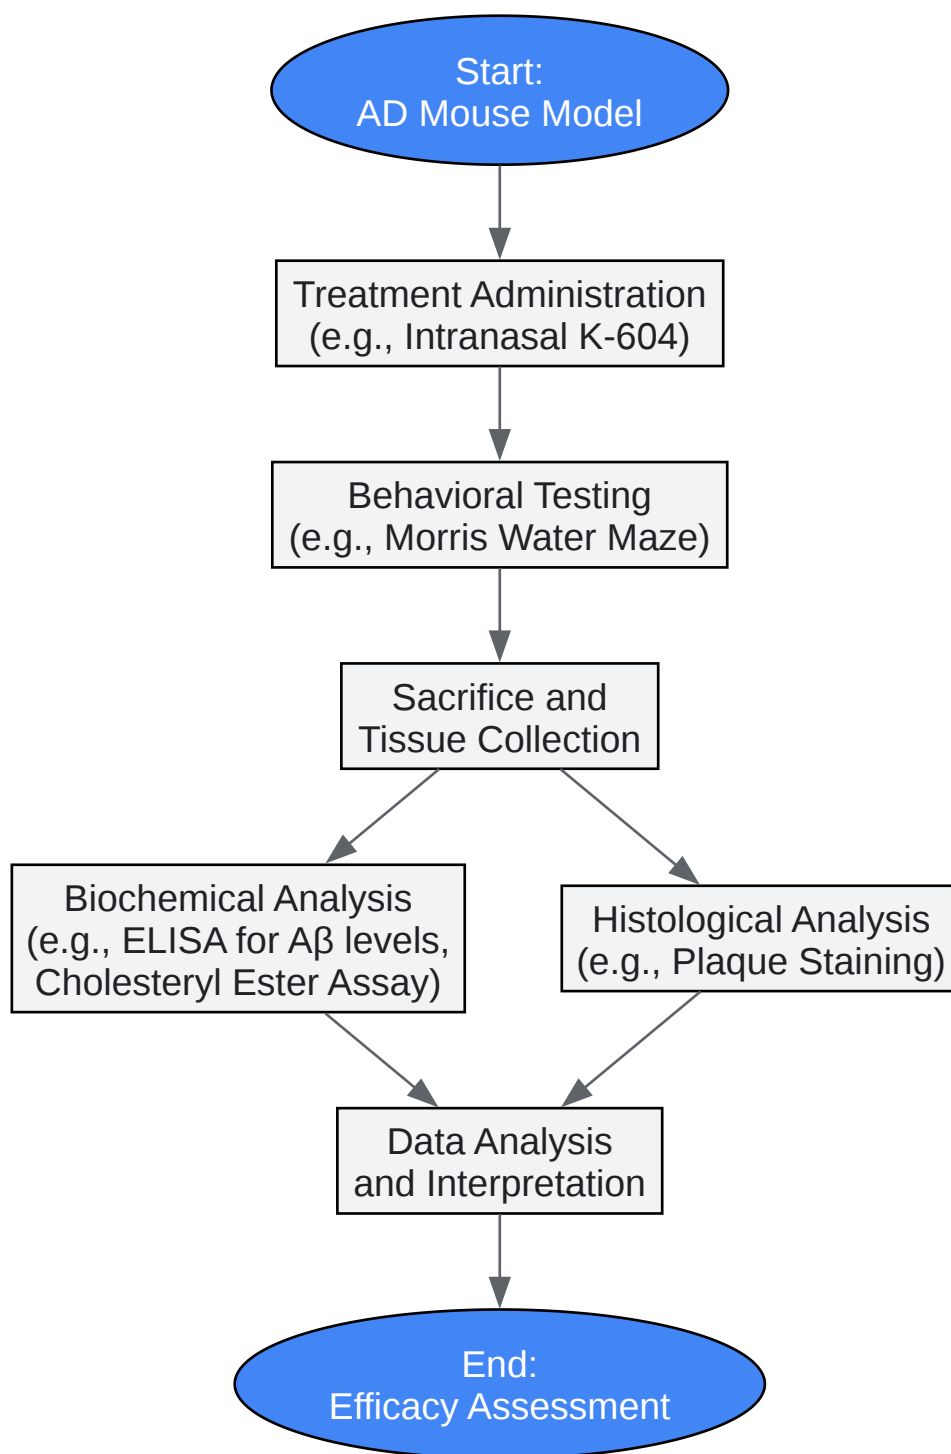 Start:
AD Mouse Model
Treatment Administration
(e.g., Intranasal K-604)
Behavioral Testing
(e.g., Morris Water Maze)
Sacrifice and
Tissue Collection
Biochemical Analysis
(e.g., ELISA for Aβ levels,
Cholesteryl Ester Assay)
Histological Analysis
(e.g., Plaque Staining)
Data Analysis
and Interpretation
End:
Efficacy Assessment